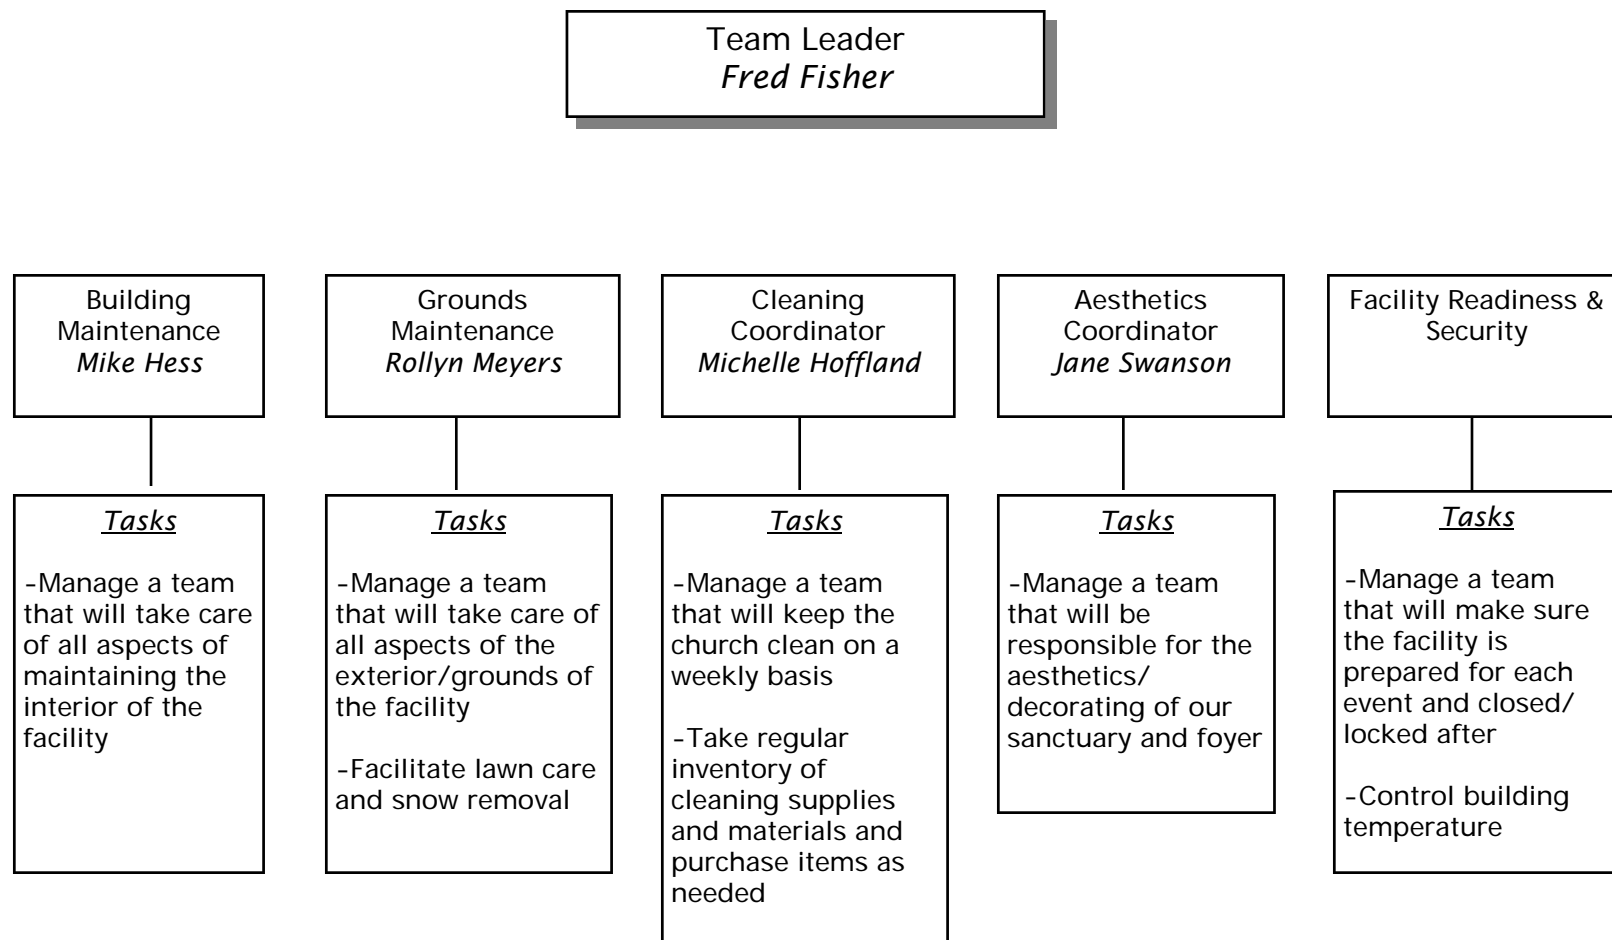 Team Leader
Fred Fisher
Building
Maintenance
Mike Hess
Grounds
Maintenance
Rollyn Meyers
Cleaning
Coordinator
Michelle Hoffland
Aesthetics
Coordinator
Jane Swanson
Facility Readiness &
Security
Tasks
-Manage a team
that will take care
of all aspects of
maintaining the
interior of the
facility
Tasks
-Manage a team
that will take care of
all aspects of the
exterior/grounds of
the facility
-Facilitate lawn care
and snow removal
Tasks
-Manage a team
that will keep the
church clean on a
weekly basis
-Take regular
inventory of
cleaning supplies
and materials and
purchase items as
needed
Tasks
-Manage a team
that will be
responsible for the
aesthetics/
decorating of our
sanctuary and foyer
Tasks
-Manage a team
that will make sure
the facility is
prepared for each
event and closed/
locked after
-Control building
temperature